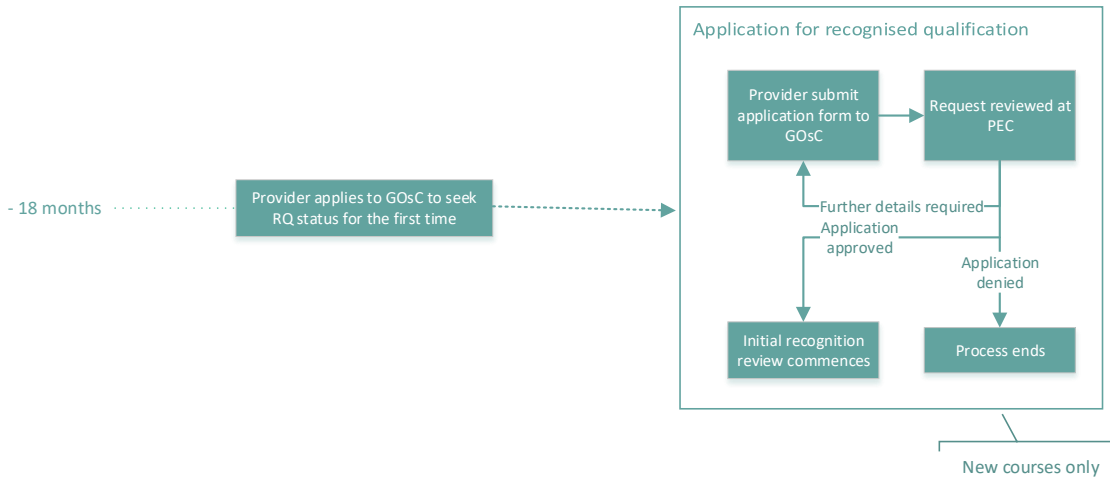 Application for recognised qualification
Provider submit
application form to
GOsC
Request reviewed at
PEC
- 18 months
Provider applies to GOsC to seek
RQ status for the first time
Further details required
Application
approved
Application
denied
Initial recognition
review commences
Process ends
New courses only